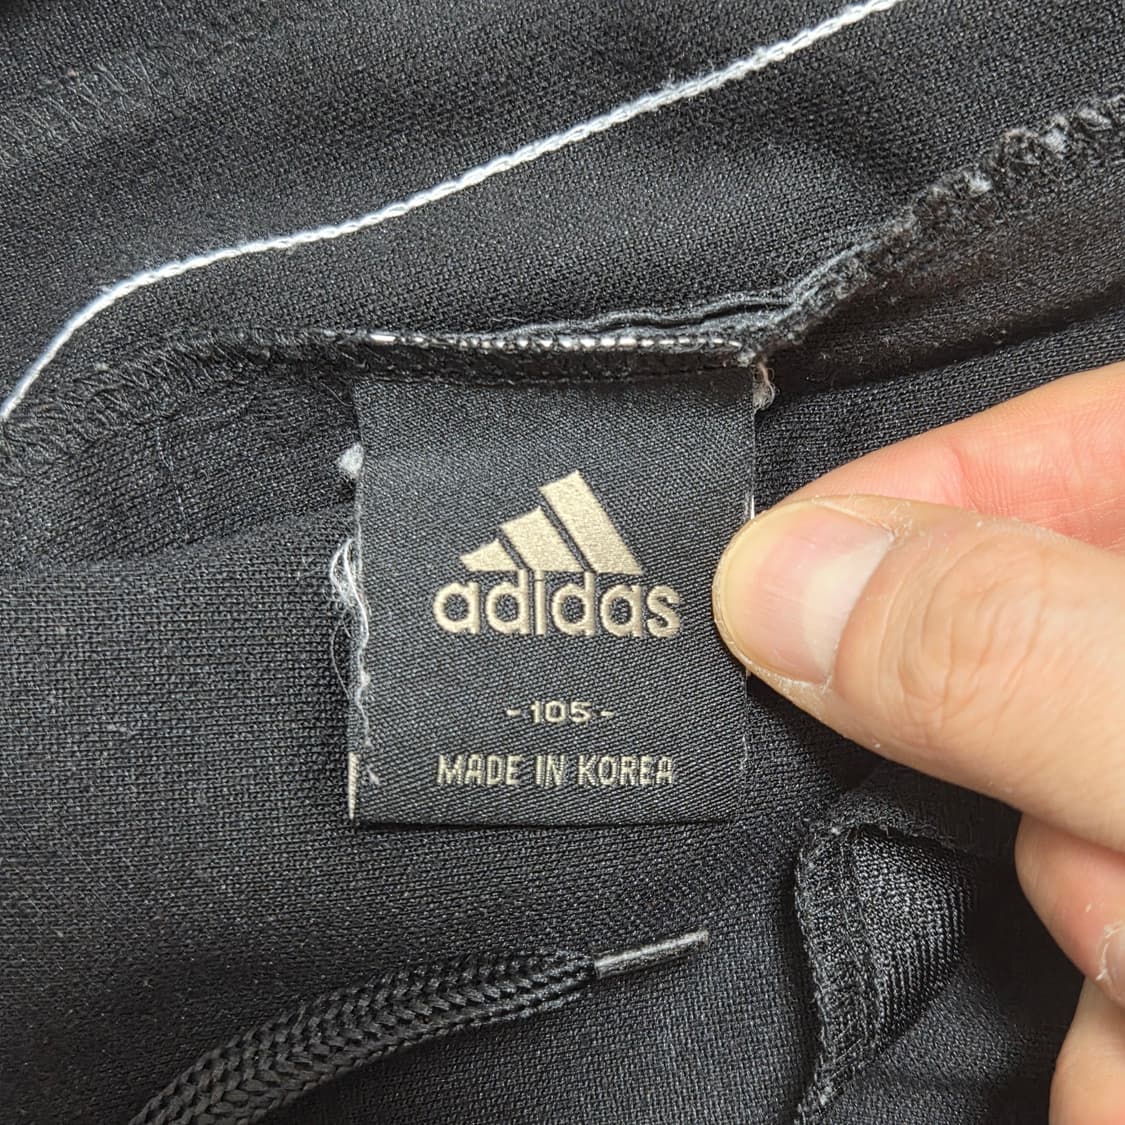 adidas
-105-
MADE IN KOREA